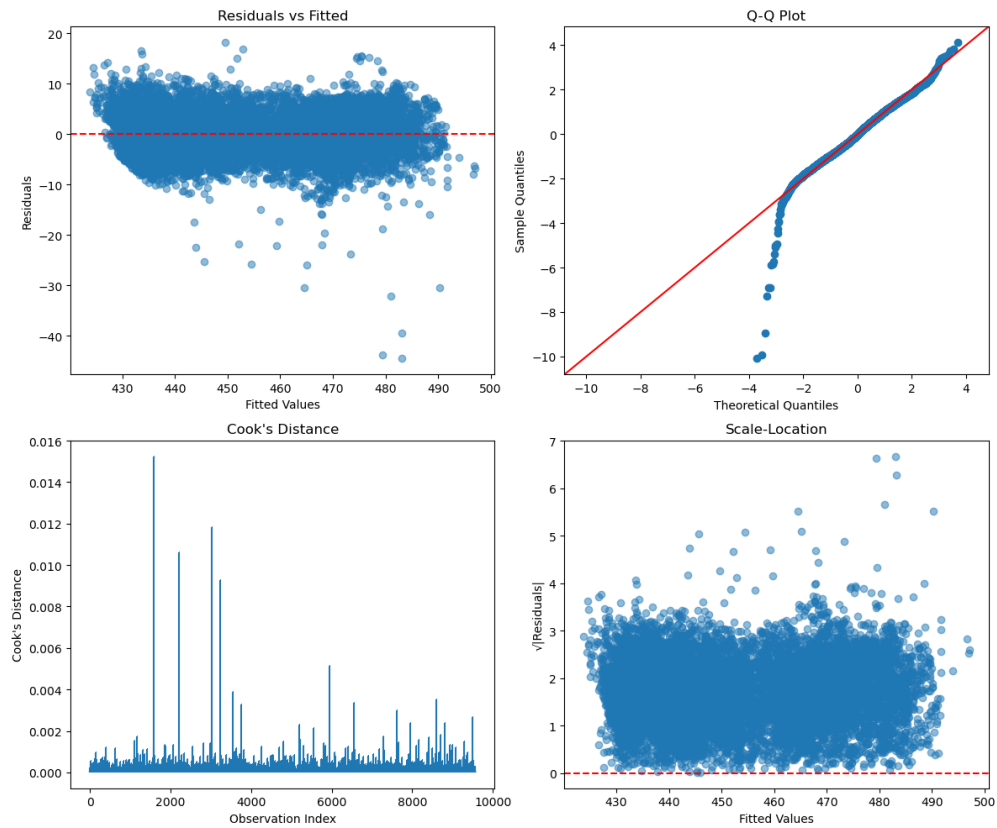 Residuals vs Fitted
20
10
0
−10
−20
−30
−40
Residuals
430 440 450 460 470 480 490 500
Fitted Values
Q-Q Plot
4
2
0
−2
−4
−6
−8
−10
Sample Quantiles
−10 −8 −6 −4 −2 0 2 4
Theoretical Quantiles
Cook's Distance
0.016
0.014
0.012
0.010
0.008
0.006
0.004
0.002
0.000
Cook's Distance
0 2000 4000 6000 8000 10000
Observation Index
Scale-Location
7
6
5
4
3
2
1
0
√|Residuals|
430 440 450 460 470 480 490 500
Fitted Values